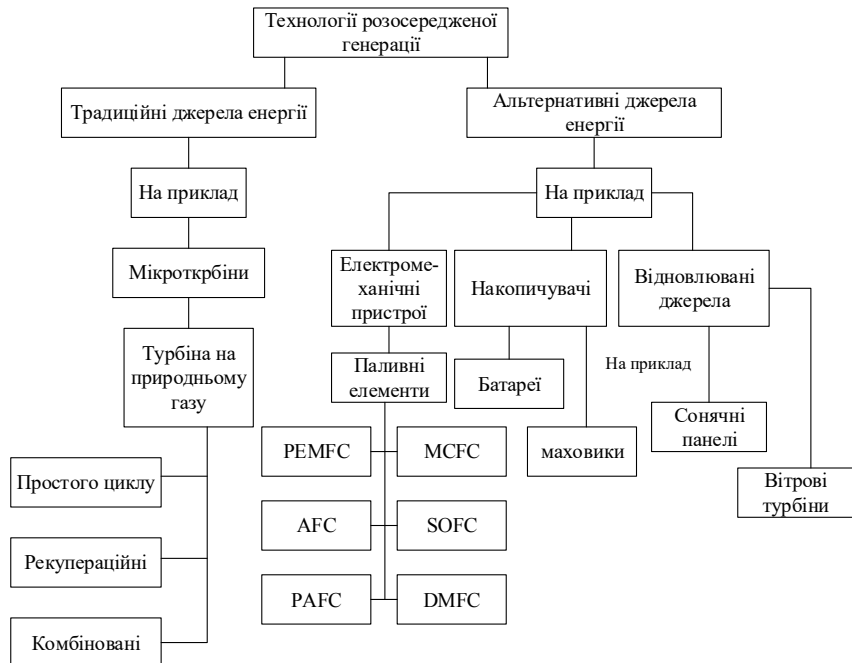 Технології розосередженої
генерації
Традиційні джерела енергії
Альтернативні джерела
енергії
На приклад
На приклад
Мікроткрбіни
Електроме-
ханічні
пристрої
Накопичувачі
Відновлювані
джерела
Турбіна на
природньому
газу
Паливні
елементи
Батареї
На приклад
Сонячні
панелі
маховики
Вітрові
турбіни
PEMFC
MCFC
Простого циклу
AFC
SOFC
Рекупераційні
PAFC
DMFC
Комбіновані